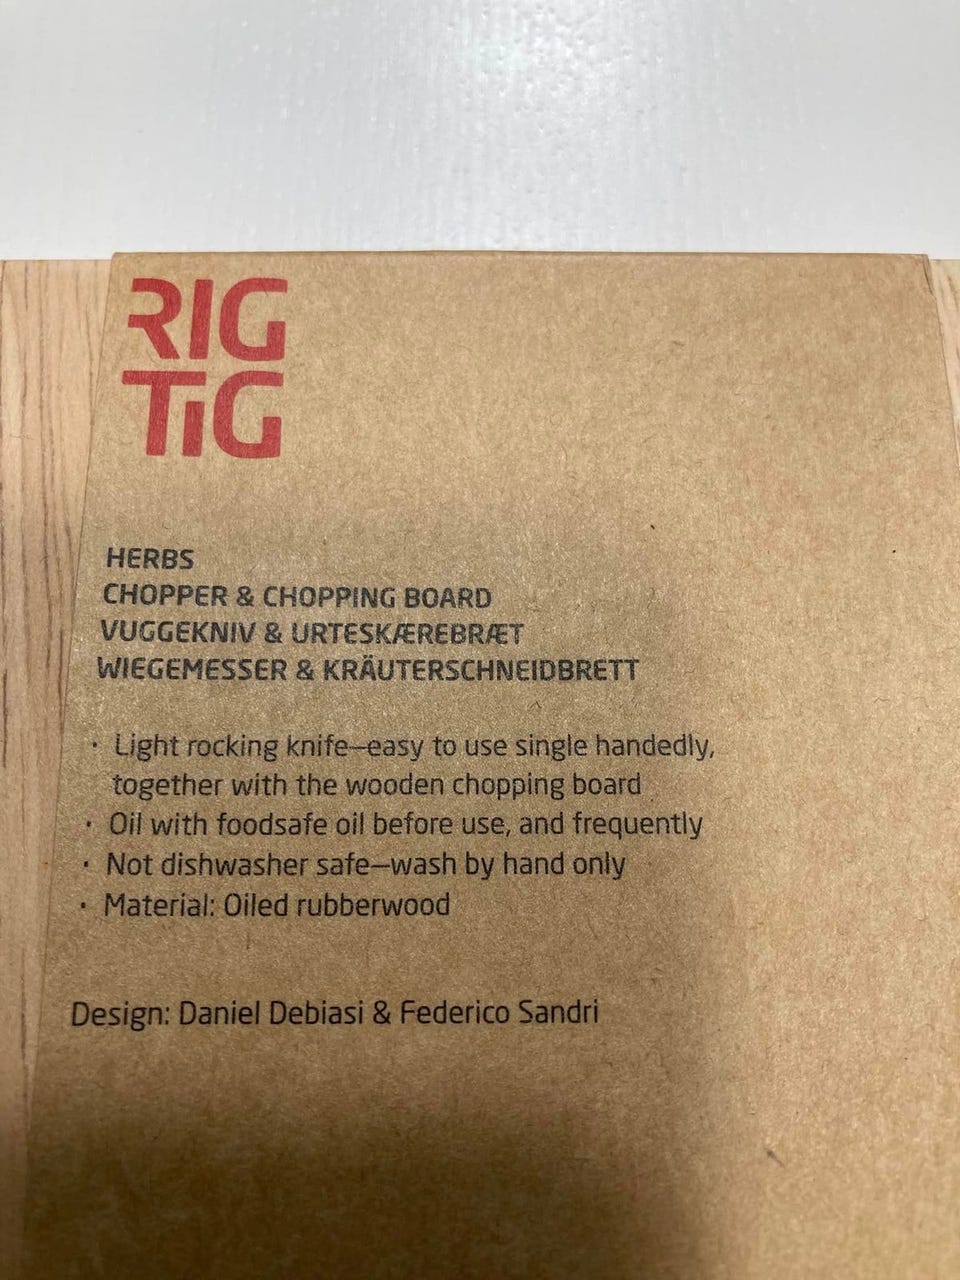 RIG
TIG
HERBS
CHOPPER & CHOPPING BOARD
VUGGEKNIV & URTESKÆREBRÆT
WIEGEMESSER & KRÄUTERSCHNEIDBRETT
· Light rocking knife–easy to use single handedly,
together with the wooden chopping board
· Oil with foodsafe oil before use, and frequently
· Not dishwasher safe–wash by hand only
· Material: Oiled rubberwood
Design: Daniel Debiasi & Federico Sandri